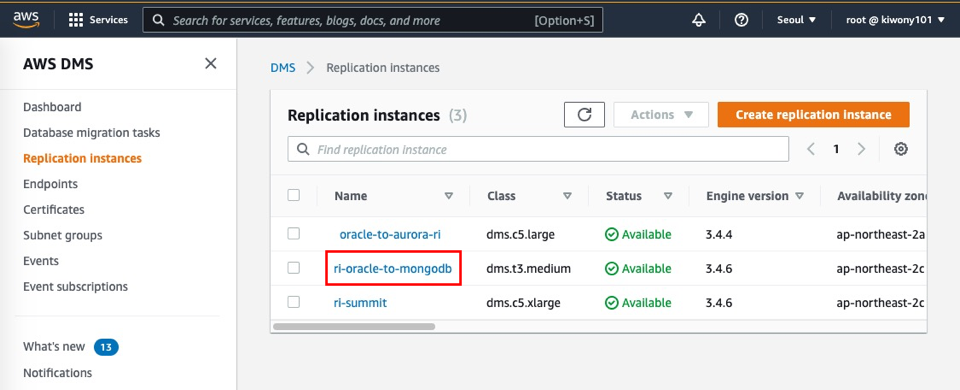 aws Services Search for services, features, blogs, docs, and more [Option+S] Seoul ▼ root @ kiwony101 ▼
AWS DMS
Dashboard
Database migration tasks
Replication instances
Endpoints
Certificates
Subnet groups
Events
Event subscriptions
What's new 13
Notifications
DMS > Replication instances
Replication instances (3) Actions ▼ Create replication instance
Find replication instance < 1 >
Name Class Status Engine version Availability zone
oracle-to-aurora-ri dms.c5.large Available 3.4.4 ap-northeast-2a
ri-oracle-to-mongodb dms.t3.medium Available 3.4.6 ap-northeast-2c
ri-summit dms.c5.xlarge Available 3.4.6 ap-northeast-2c